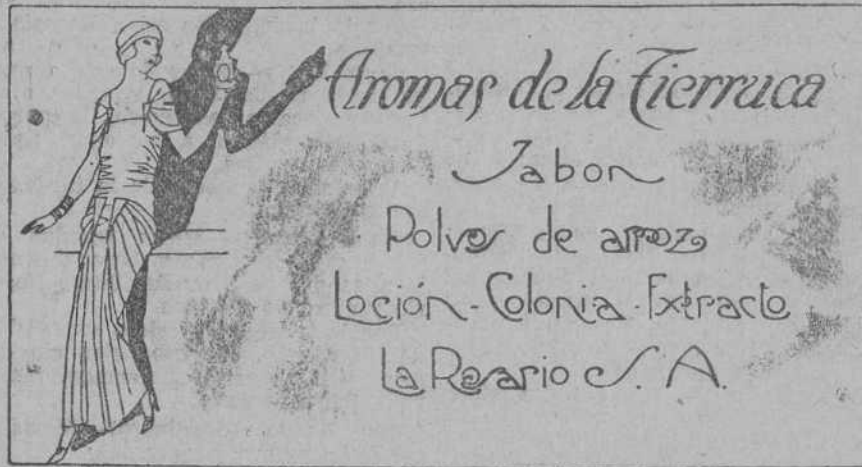 Aromas de la Tierruca
Jabon
Polvos de arroz
Loción - Colonia - Extracto
La Rosario S. A.